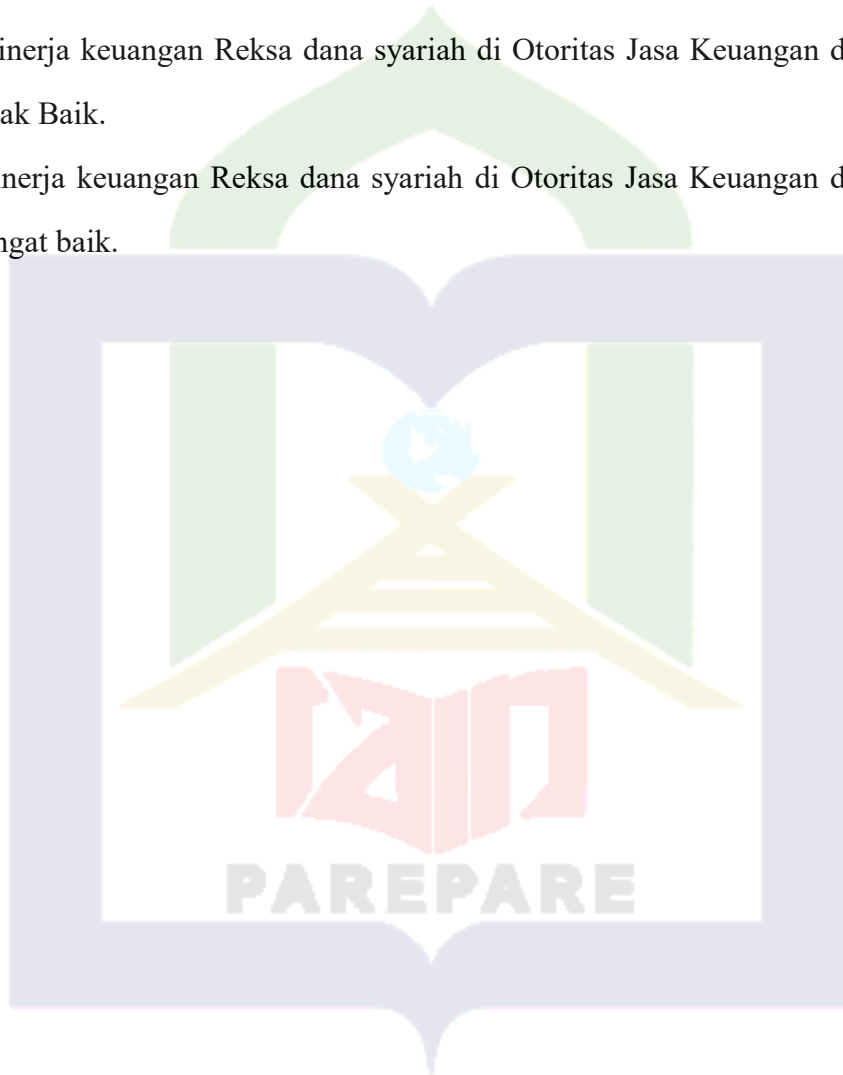 inerja keuangan Reksa dana syariah di Otoritas Jasa Keuangan d
ak Baik.
inerja keuangan Reksa dana syariah di Otoritas Jasa Keuangan d
ngat baik.
iain
PAREPARE